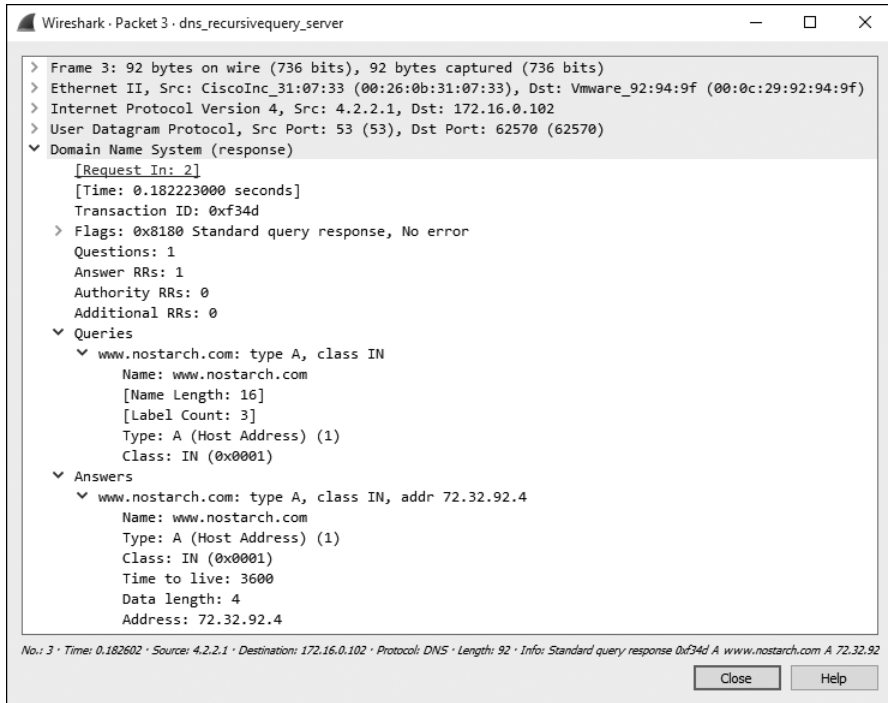 Wireshark · Packet 3 · dns_recursivequery_server
Frame 3: 92 bytes on wire (736 bits), 92 bytes captured (736 bits)
Ethernet II, Src: CiscoInc_31:07:33 (00:26:0b:31:07:33), Dst: Vmware_92:94:9f (00:0c:29:92:94:9f)
Internet Protocol Version 4, Src: 4.2.2.1, Dst: 172.16.0.102
User Datagram Protocol, Src Port: 53 (53), Dst Port: 62570 (62570)
Domain Name System (response)
[Request In: 2]
[Time: 0.182223000 seconds]
Transaction ID: 0xf34d
Flags: 0x8180 Standard query response, No error
Questions: 1
Answer RRs: 1
Authority RRs: 0
Additional RRs: 0
Queries
www.nostarch.com: type A, class IN
Name: www.nostarch.com
[Name Length: 16]
[Label Count: 3]
Type: A (Host Address) (1)
Class: IN (0x0001)
Answers
www.nostarch.com: type A, class IN, addr 72.32.92.4
Name: www.nostarch.com
Type: A (Host Address) (1)
Class: IN (0x0001)
Time to live: 3600
Data length: 4
Address: 72.32.92.4
No.: 3 · Time: 0.182602 · Source: 4.2.2.1 · Destination: 172.16.0.102 · Protocol: DNS · Length: 92 · Info: Standard query response 0xf34d A www.nostarch.com A 72.32.92
Close
Help